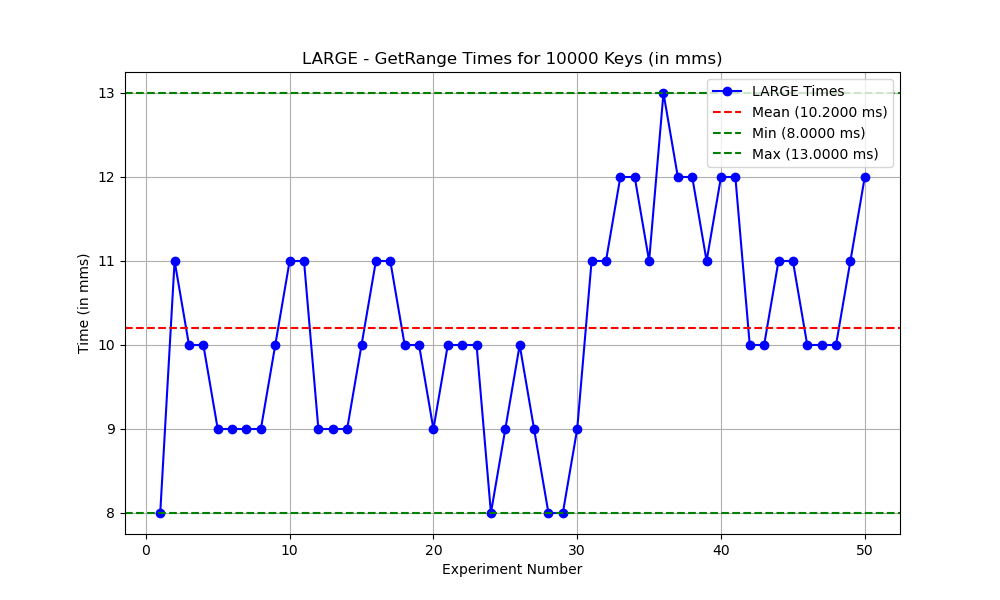 LARGE - GetRange Times for 10000 Keys (in mms)
LARGE Times
Mean (10.2000 ms)
Min (8.0000 ms)
Max (13.0000 ms)
Time (in mms)
13
12
11
10
9
8
0 10 20 30 40 50
Experiment Number